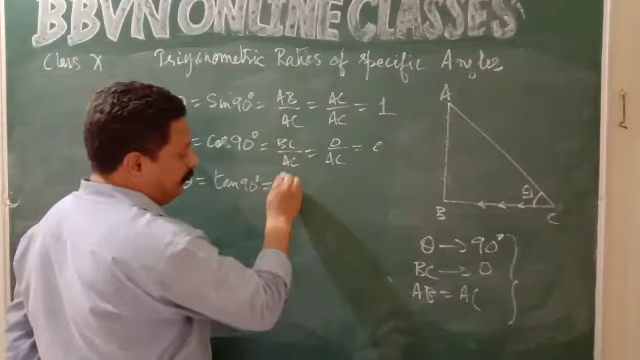 BBVN ONLINE CLASSES
Class X Trigonometric Ratios of specific Angles
= Sin90° = AB/AC = AC/AC = 1
= Cos90° = BC/AC = 0/AC = 0
θ = tan90° =
A
B
C
θ → 90°
BC → 0
AB = AC